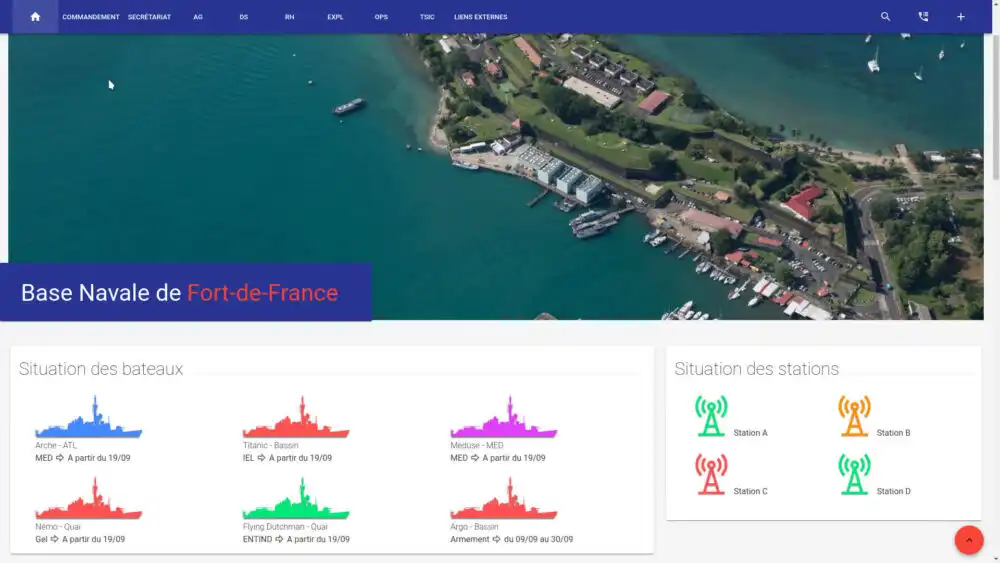 COMMANDEMENT SECRÉTARIAT AG DS RH EXPL OPS TSIC LIENS EXTERNES
Base Navale de Fort-de-France
Situation des bateaux
Arche - ATL
MED ⇨ A partir du 19/09
Titanic - Bassin
IEL ⇨ A partir du 19/09
Meduse - MED
MED ⇨ A partir du 19/09
Némo - Quai
Gel ⇨ A partir du 19/09
Flying Dutchman - Quai
ENTIND ⇨ A partir du 19/09
Argo - Bassin
Armement ⇨ du 09/09 au 30/09
Situation des stations
Station A
Station B
Station C
Station D